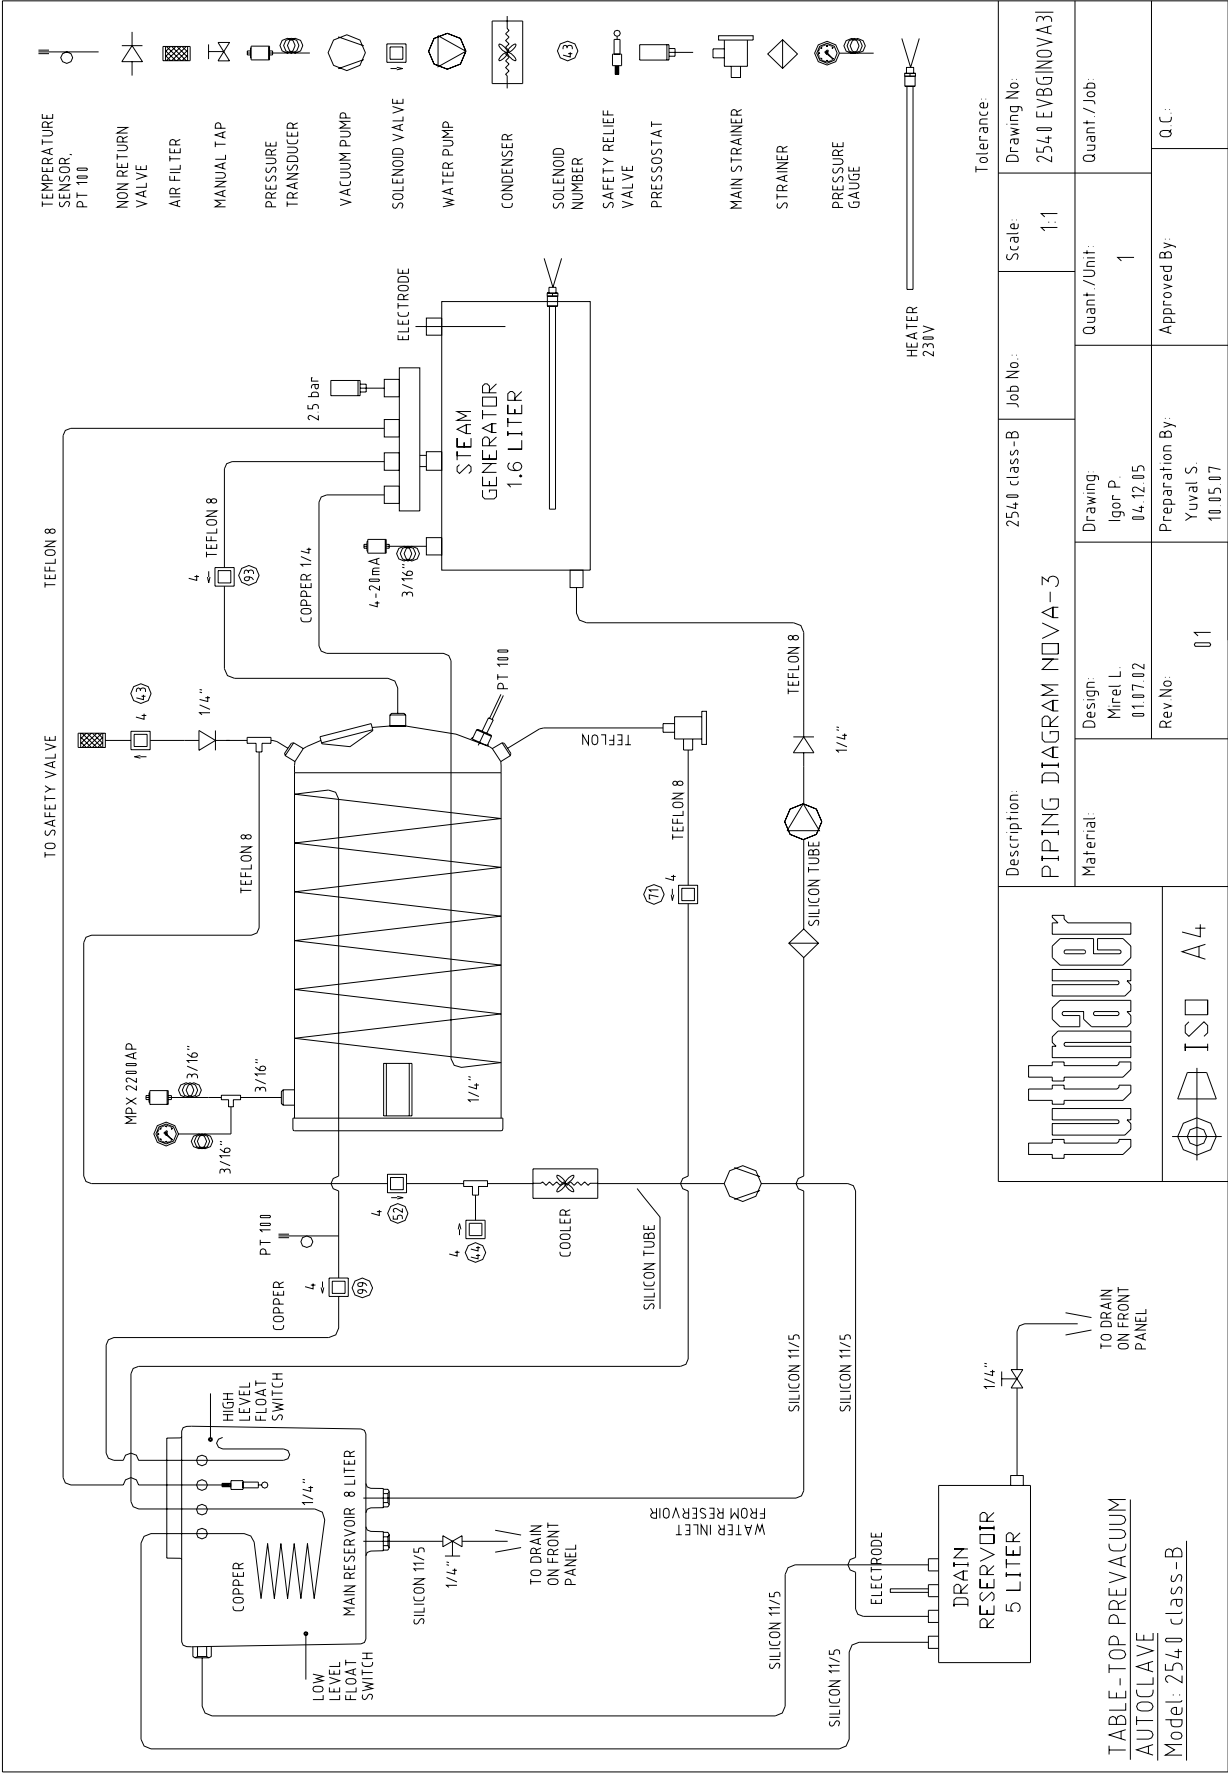 TEMPERATURE
SENSOR,
PT 100
NON RETURN
VALVE
AIR FILTER
MANUAL TAP
PRESSURE
TRANSDUCER
VACUUM PUMP
SOLENOID VALVE
WATER PUMP
CONDENSER
SOLENOID
NUMBER
43
SAFETY RELIEF
VALVE
PRESSOSTAT
MAIN STRAINER
STRAINER
PRESSURE
GAUGE
HEATER
230V
TO SAFETY VALVE
TEFLON 8
4
43
1/4"
TEFLON 8
4
93
TEFLON 8
COPPER 1/4
2.5 bar
ELECTRODE
4-20mA
3/16"
STEAM
GENERATOR
1.6 LITER
PT 100
TEFLON
TEFLON 8
1/4"
TEFLON 8
71
4
SILICON TUBE
MPX 2200AP
3/16"
3/16"
3/16"
1/4"
PT 100
4
99
COPPER
4
52
4
44
COOLER
SILICON TUBE
HIGH
LEVEL
FLOAT
SWITCH
1/4"
COPPER
MAIN RESERVOIR 8 LITER
LOW
LEVEL
FLOAT
SWITCH
SILICON 11/5
1/4"
TO DRAIN
ON FRONT
PANEL
WATER INLET
FROM RESERVOIR
SILICON 11/5
SILICON 11/5
SILICON 11/5
SILICON 11/5
ELECTRODE
DRAIN
RESERVOIR
5 LITER
1/4"
TO DRAIN
ON FRONT
PANEL
TABLE-TOP PREVACUUM
AUTOCLAVE
Model: 2540 class-B
tuttnauer
ISO A4
Tolerance:
Description:
2540 class-B
PIPING DIAGRAM NOVA-3
Job No.:
Scale:
1:1
Drawing No:
2540 EVBGINOVA3I
Material:
Design:
Mirel L.
01.07.02
Drawing:
Igor P.
04.12.05
Quant./Unit:
1
Quant./Job:
Rev.No:
01
Preparation By:
Yuval S.
10.05.07
Approved By:
Q.C.: